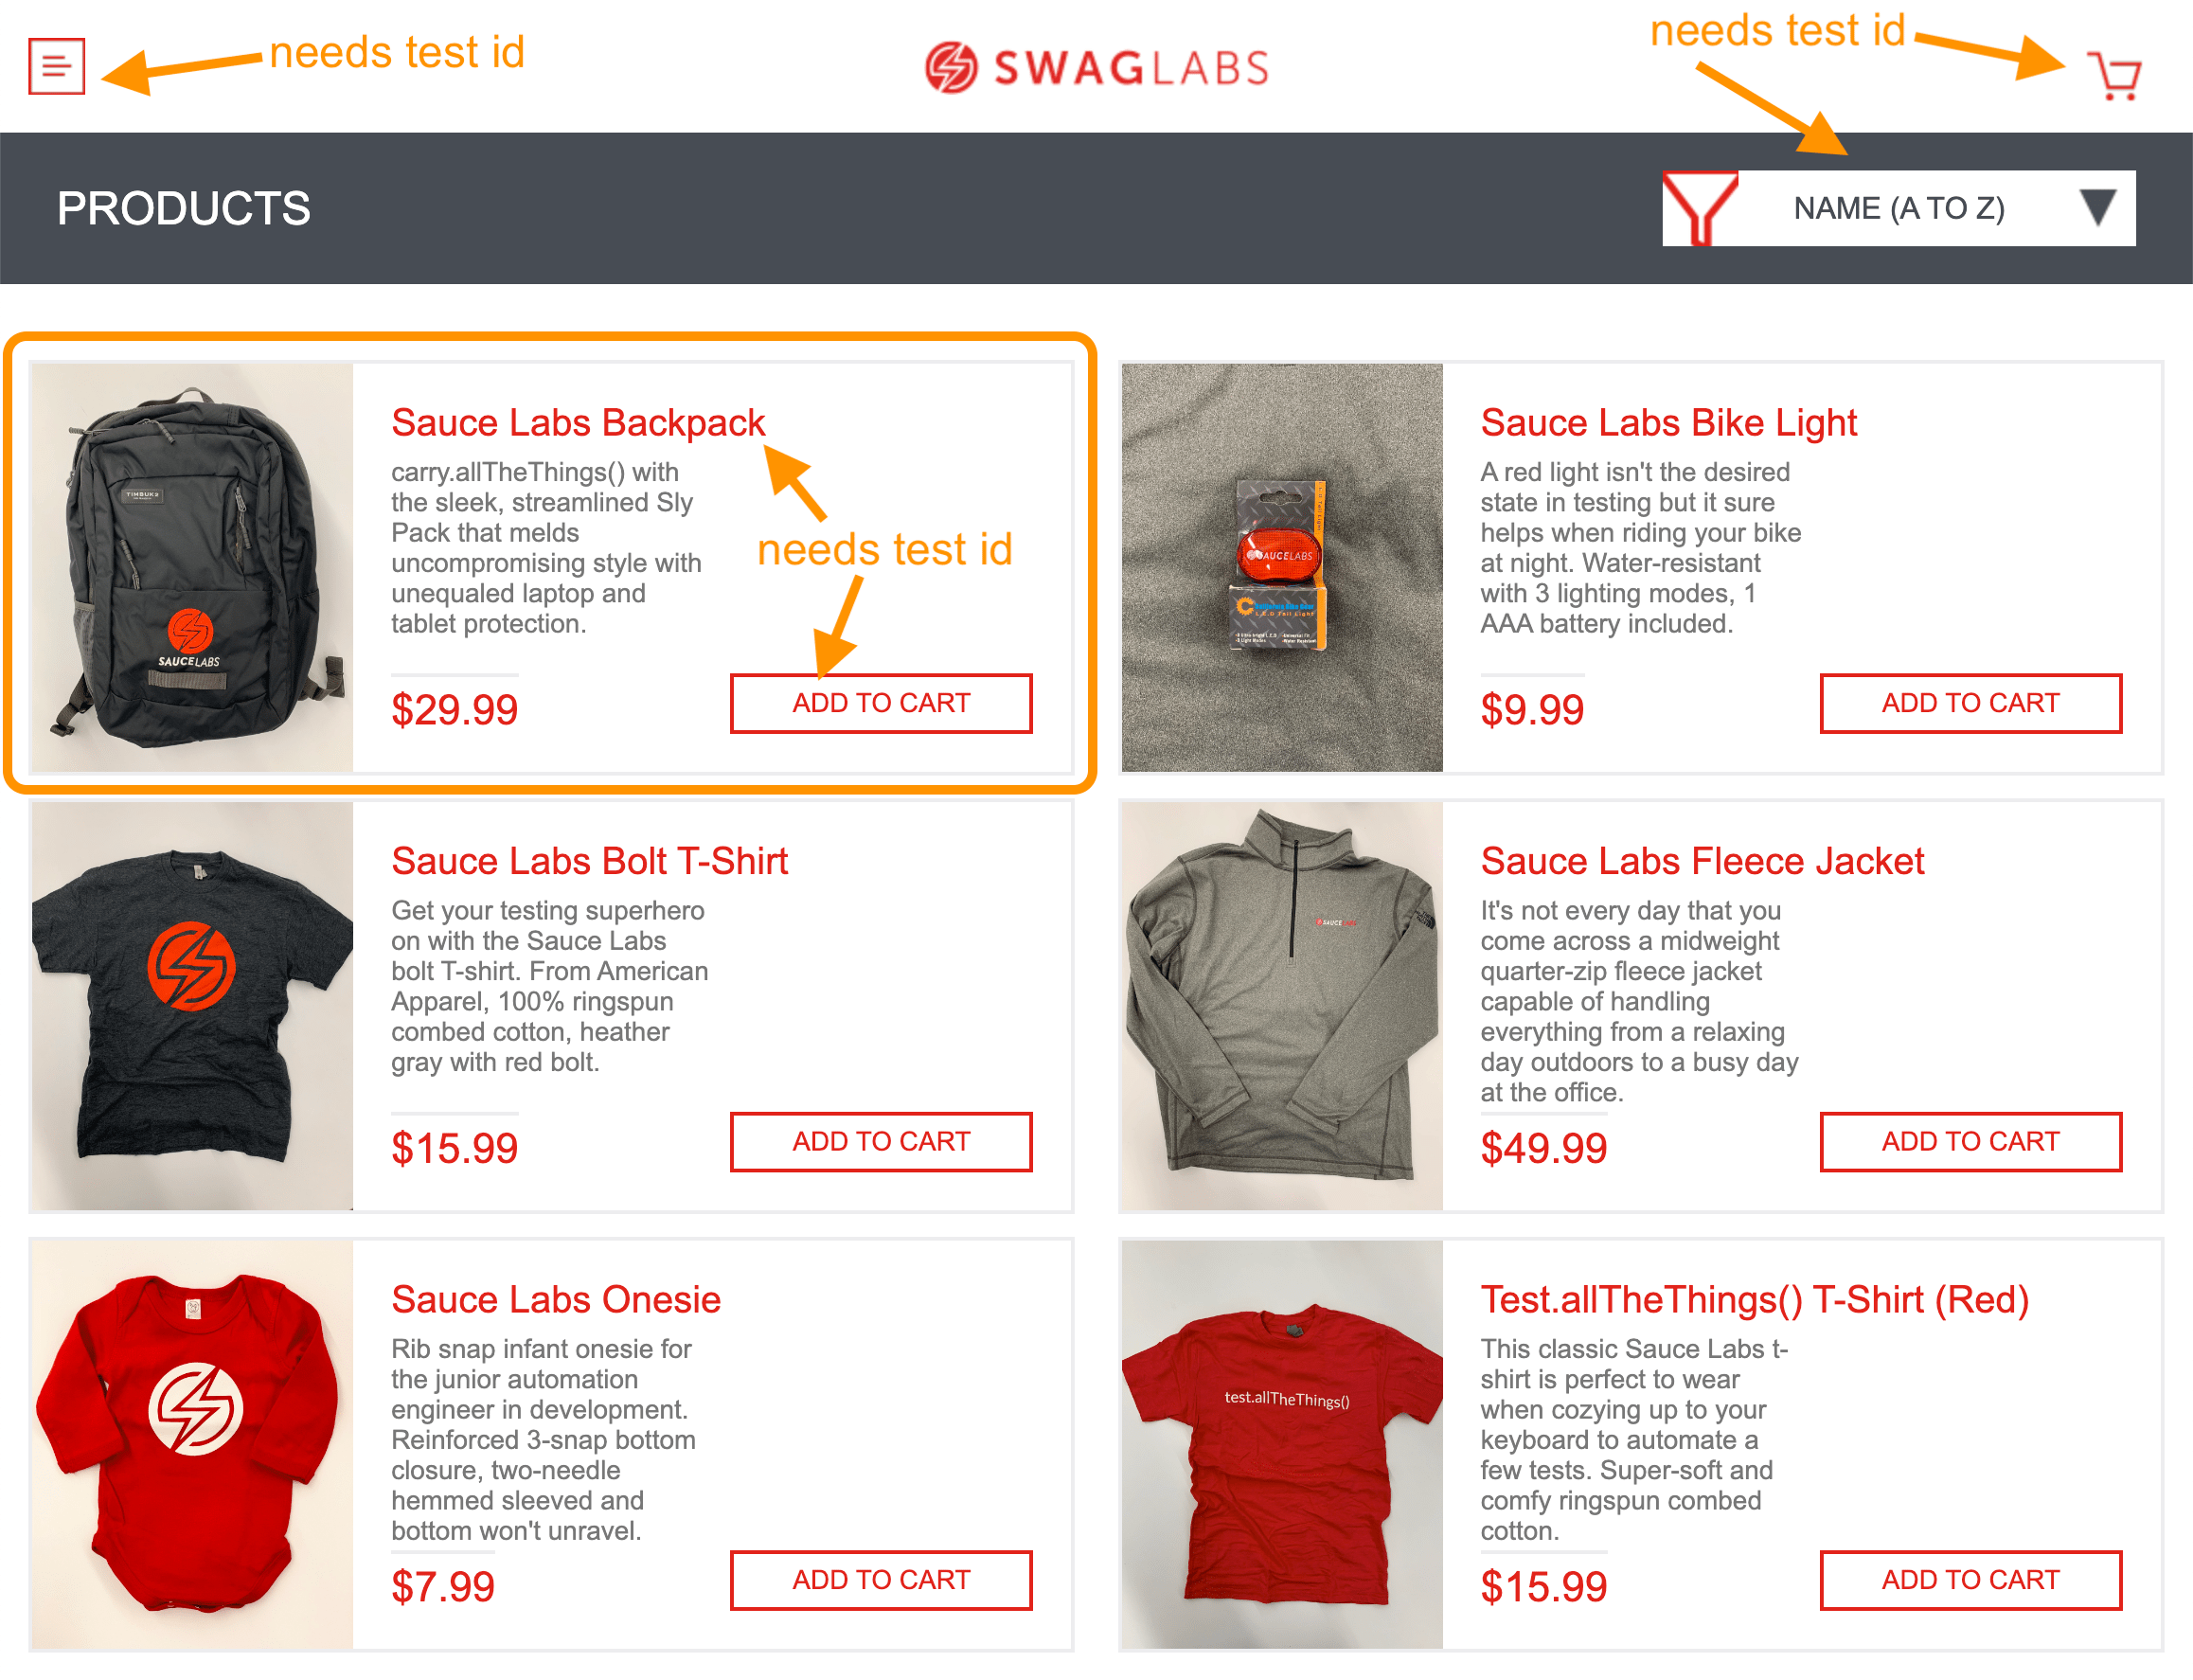 needs test id
SWAGLABS
needs test id
PRODUCTS
NAME (A TO Z)
Sauce Labs Backpack
carry.allTheThings() with
the sleek, streamlined Sly
Pack that melds
uncompromising style with
unequaled laptop and
tablet protection.
needs test id
$29.99
ADD TO CART
TIMBUK2
SAUCELABS
Sauce Labs Bike Light
A red light isn't the desired
state in testing but it sure
helps when riding your bike
at night. Water-resistant
with 3 lighting modes, 1
AAA battery included.
$9.99
ADD TO CART
SAUCELABS
Sauce Labs Bolt T-Shirt
Get your testing superhero
on with the Sauce Labs
bolt T-shirt. From American
Apparel, 100% ringspun
combed cotton, heather
gray with red bolt.
$15.99
ADD TO CART
Sauce Labs Fleece Jacket
It's not every day that you
come across a midweight
quarter-zip fleece jacket
capable of handling
everything from a relaxing
day outdoors to a busy day
at the office.
$49.99
ADD TO CART
Sauce Labs Onesie
Rib snap infant onesie for
the junior automation
engineer in development.
Reinforced 3-snap bottom
closure, two-needle
hemmed sleeved and
bottom won't unravel.
$7.99
ADD TO CART
Test.allTheThings() T-Shirt (Red)
This classic Sauce Labs t-
shirt is perfect to wear
when cozying up to your
keyboard to automate a
few tests. Super-soft and
comfy ringspun combed
cotton.
$15.99
ADD TO CART
test.allTheThings()